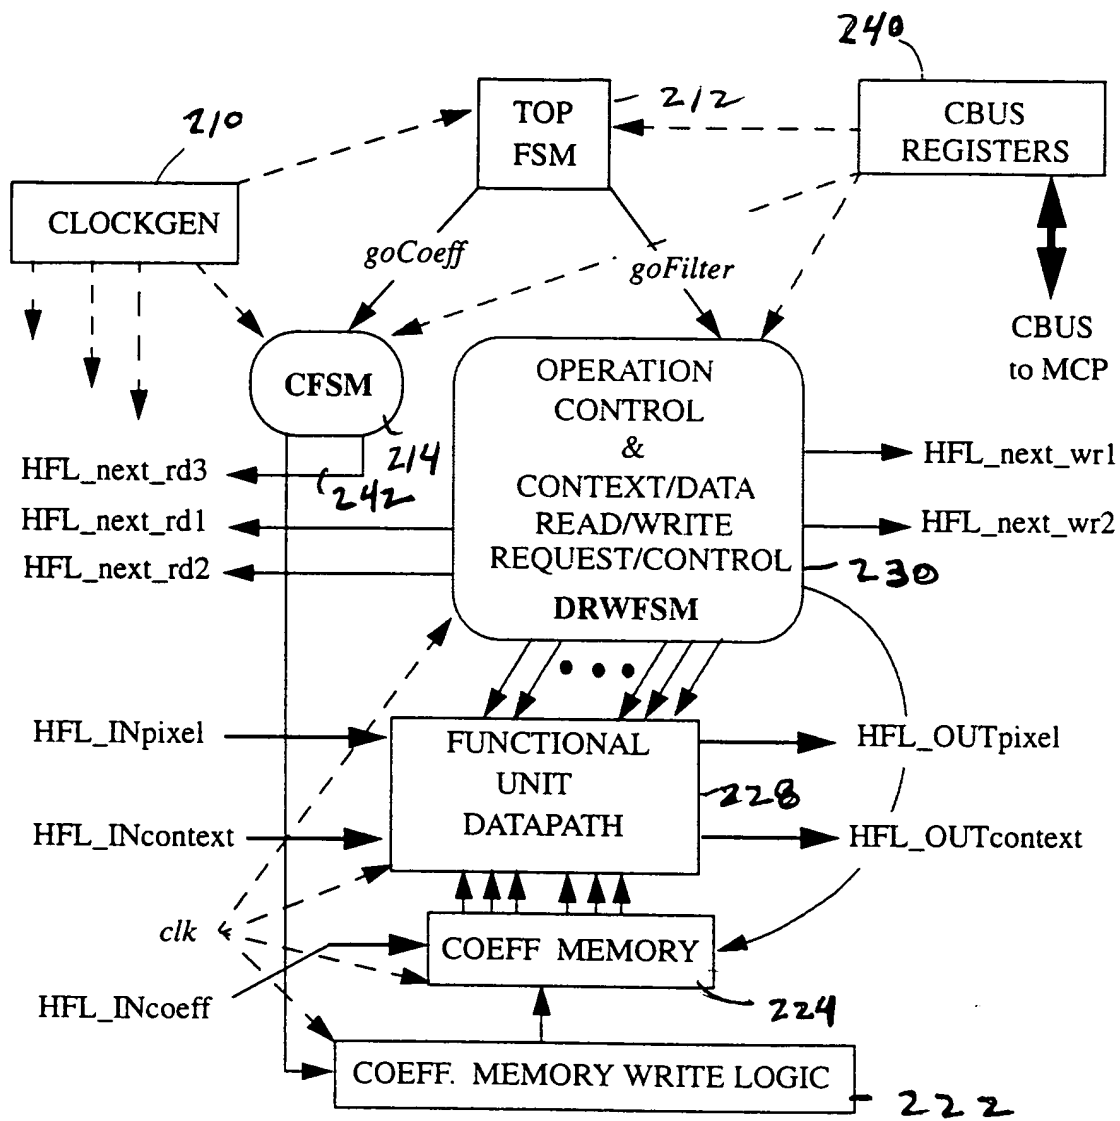 240
TOP
FSM
212
CBUS
REGISTERS
210
CLOCKGEN
goCoeff
goFilter
CBUS
to MCP
CFSM
214
OPERATION
CONTROL
&
CONTEXT/DATA
READ/WRITE
REQUEST/CONTROL
DRWFSM
230
HFL_next_rd3
242
HFL_next_rd1
HFL_next_rd2
HFL_next_wr1
HFL_next_wr2
HFL_INpixel
FUNCTIONAL
UNIT
DATAPATH
228
HFL_OUTpixel
HFL_INcontext
HFL_OUTcontext
clk
COEFF MEMORY
224
HFL_INcoeff
COEFF. MEMORY WRITE LOGIC
222